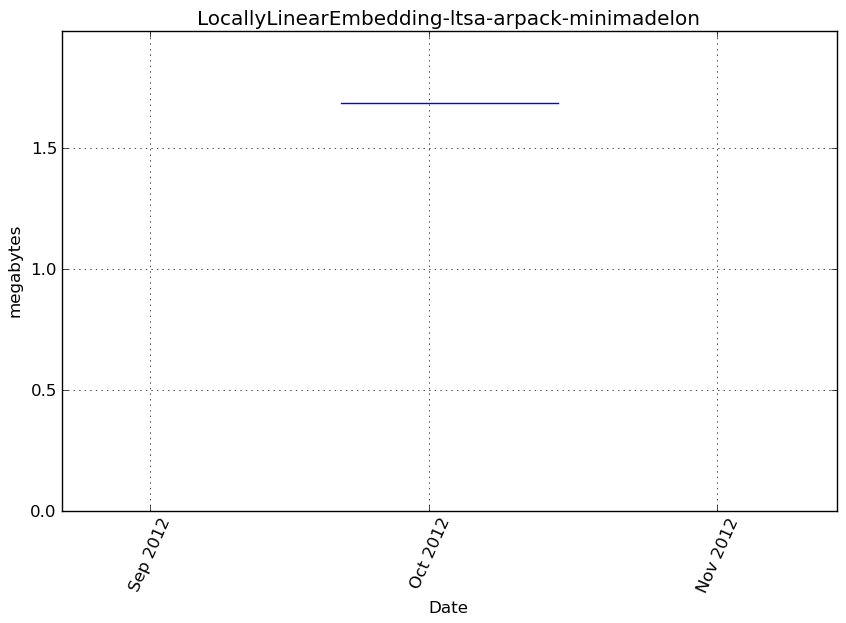 LocallyLinearEmbedding-ltsa-arpack-minimadelon
megabytes
1.5
1.0
0.5
0.0
Sep 2012
Oct 2012
Nov 2012
Date